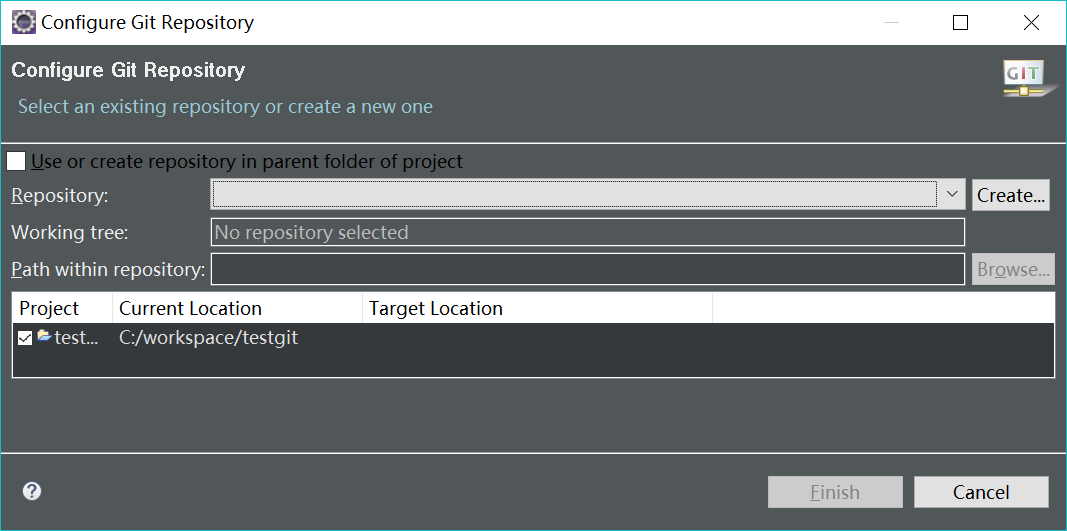 Configure Git Repository
Configure Git Repository
GIT
Select an existing repository or create a new one
Use or create repository in parent folder of project
Repository: Create...
Working tree: No repository selected
Path within repository: Browse...
Project Current Location Target Location
test... C:/workspace/testgit
? Finish Cancel